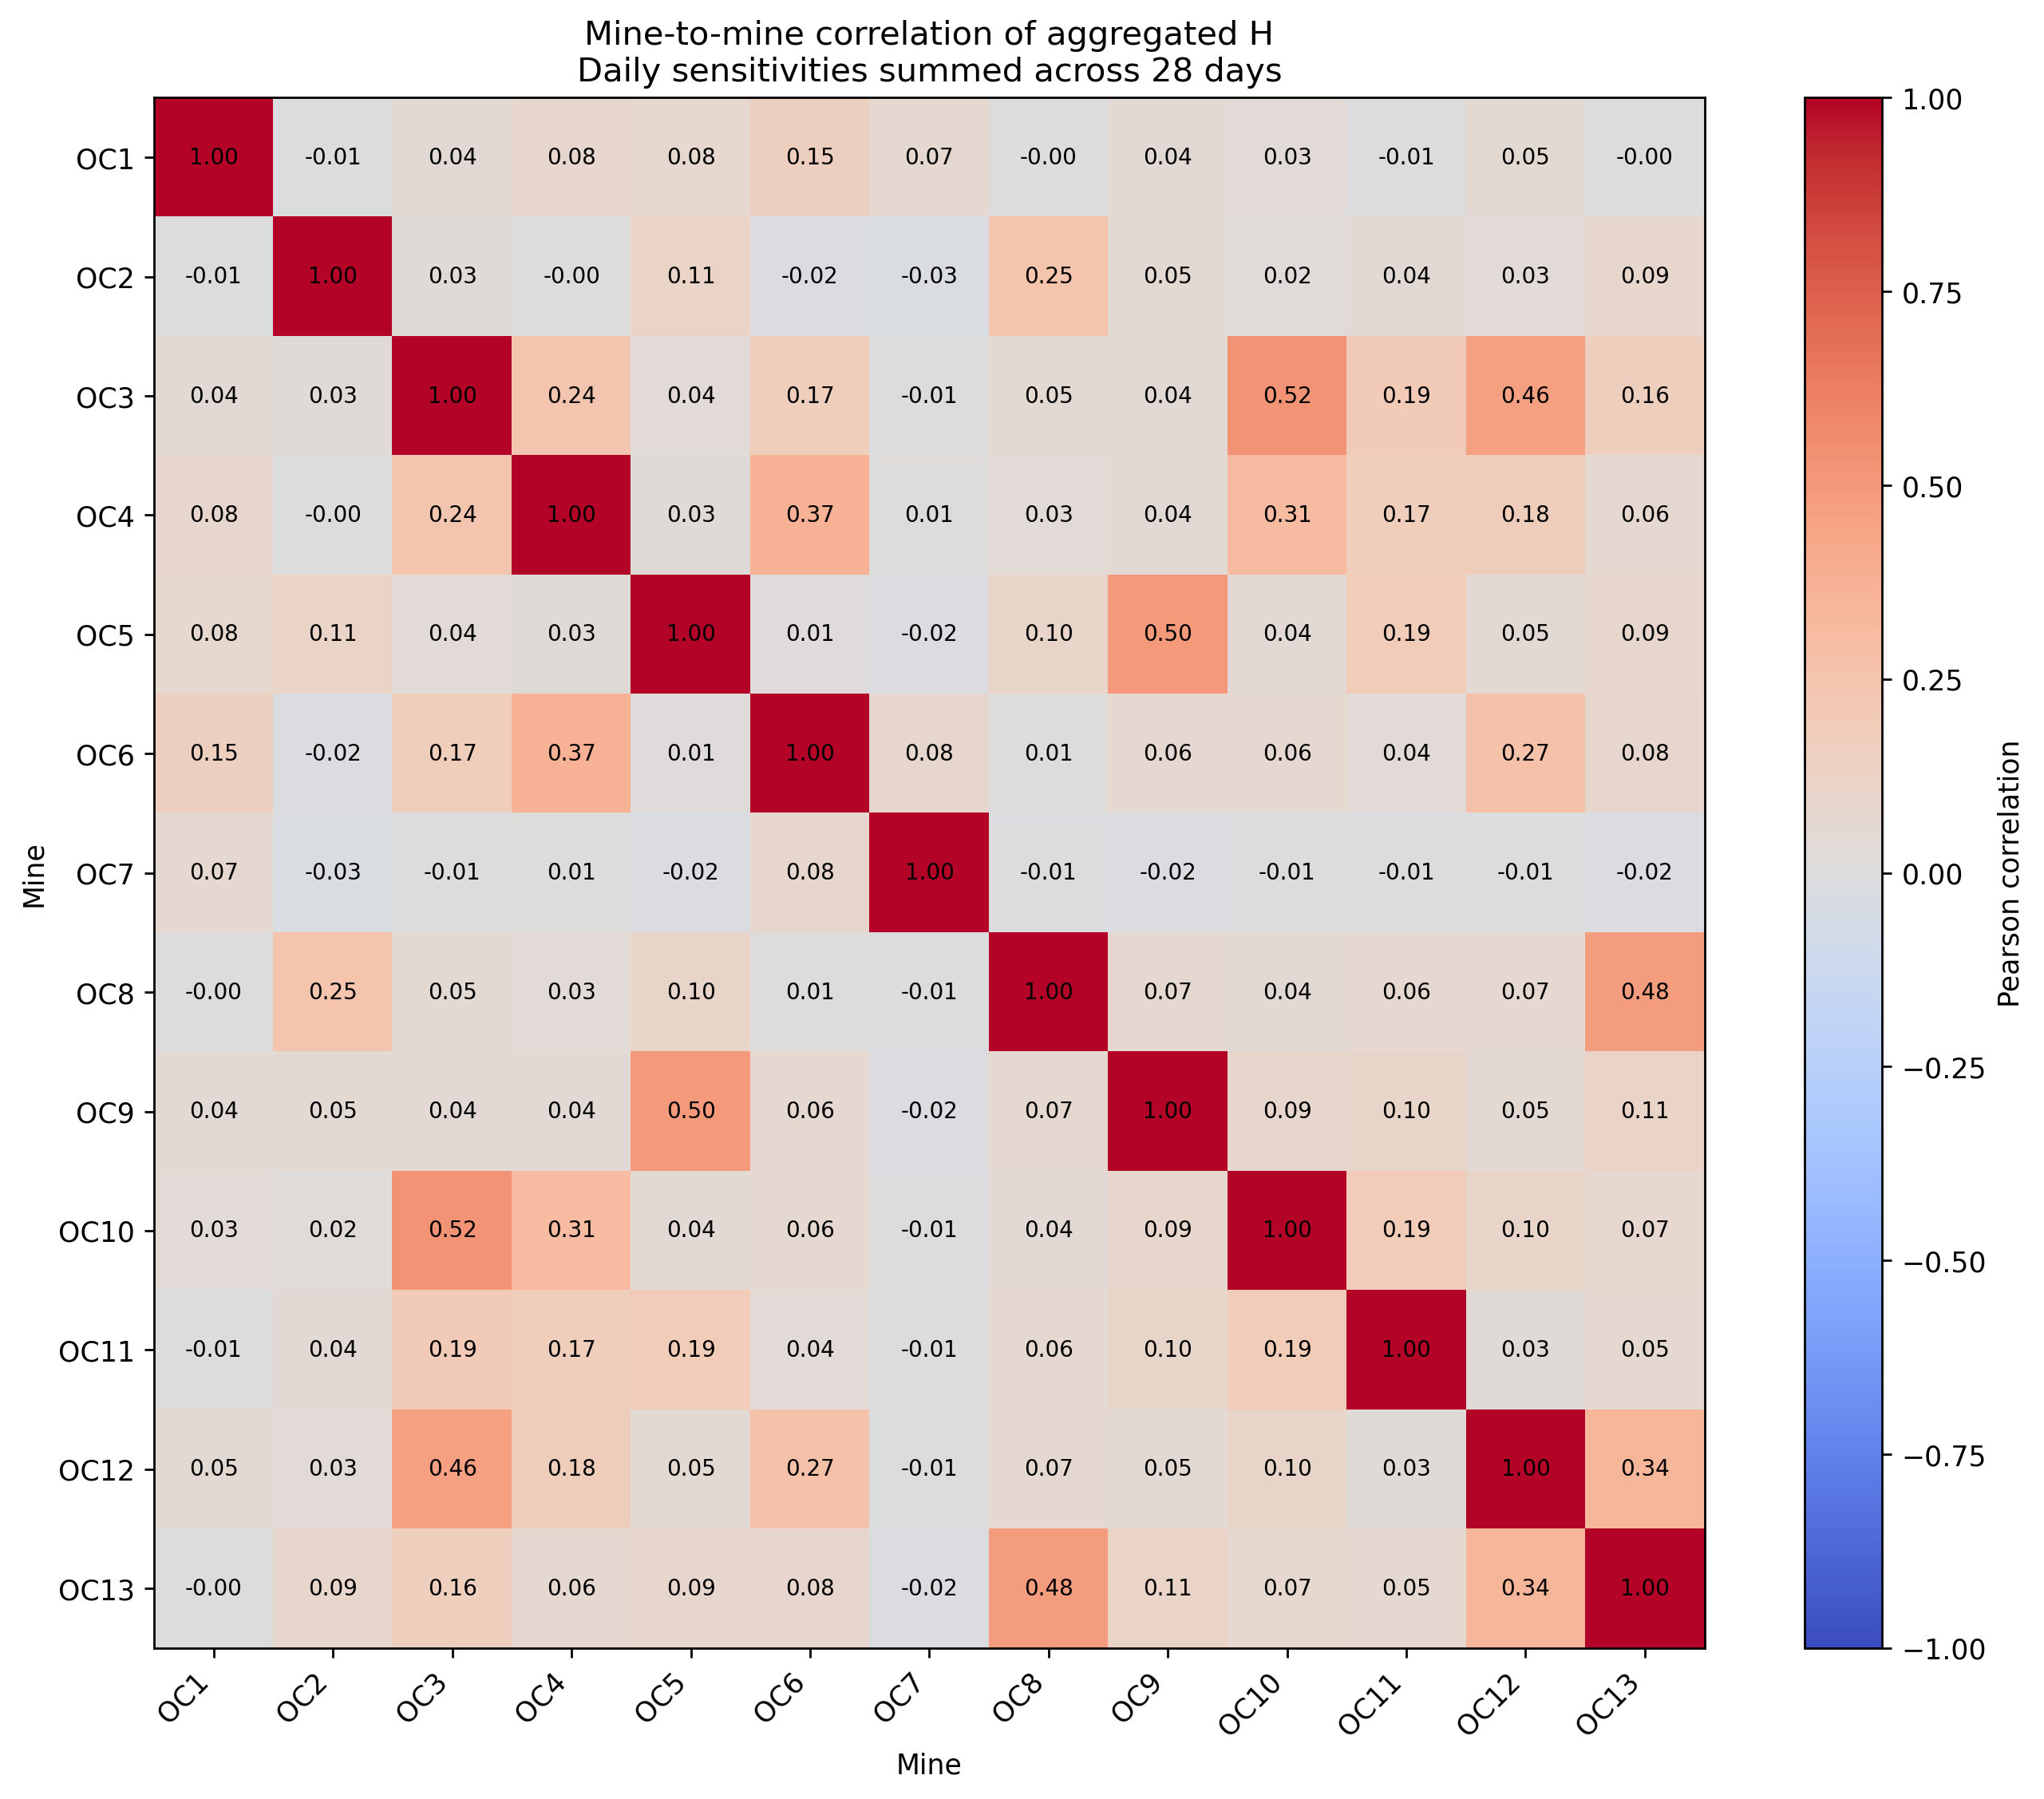 Mine-to-mine correlation of aggregated H
Daily sensitivities summed across 28 days
OC1 1.00 -0.01 0.04 0.08 0.08 0.15 0.07 -0.00 0.04 0.03 -0.01 0.05 -0.00
OC2 -0.01 1.00 0.03 -0.00 0.11 -0.02 -0.03 0.25 0.05 0.02 0.04 0.03 0.09
OC3 0.04 0.03 1.00 0.24 0.04 0.17 -0.01 0.05 0.04 0.52 0.19 0.46 0.16
OC4 0.08 -0.00 0.24 1.00 0.03 0.37 0.01 0.03 0.04 0.31 0.17 0.18 0.06
OC5 0.08 0.11 0.04 0.03 1.00 0.01 -0.02 0.10 0.50 0.04 0.19 0.05 0.09
OC6 0.15 -0.02 0.17 0.37 0.01 1.00 0.08 0.01 0.06 0.06 0.04 0.27 0.08
OC7 0.07 -0.03 -0.01 0.01 -0.02 0.08 1.00 -0.01 -0.02 -0.01 -0.01 -0.01 -0.02
OC8 -0.00 0.25 0.05 0.03 0.10 0.01 -0.01 1.00 0.07 0.04 0.06 0.07 0.48
OC9 0.04 0.05 0.04 0.04 0.50 0.06 -0.02 0.07 1.00 0.09 0.10 0.05 0.11
OC10 0.03 0.02 0.52 0.31 0.04 0.06 -0.01 0.04 0.09 1.00 0.19 0.10 0.07
OC11 -0.01 0.04 0.19 0.17 0.19 0.04 -0.01 0.06 0.10 0.19 1.00 0.03 0.05
OC12 0.05 0.03 0.46 0.18 0.05 0.27 -0.01 0.07 0.05 0.10 0.03 1.00 0.34
OC13 -0.00 0.09 0.16 0.06 0.09 0.08 -0.02 0.48 0.11 0.07 0.05 0.34 1.00
OC1 OC2 OC3 OC4 OC5 OC6 OC7 OC8 OC9 OC10 OC11 OC12 OC13
Mine
Mine
1.00
0.75
0.50
0.25
0.00
−0.25
−0.50
−0.75
−1.00
Pearson correlation